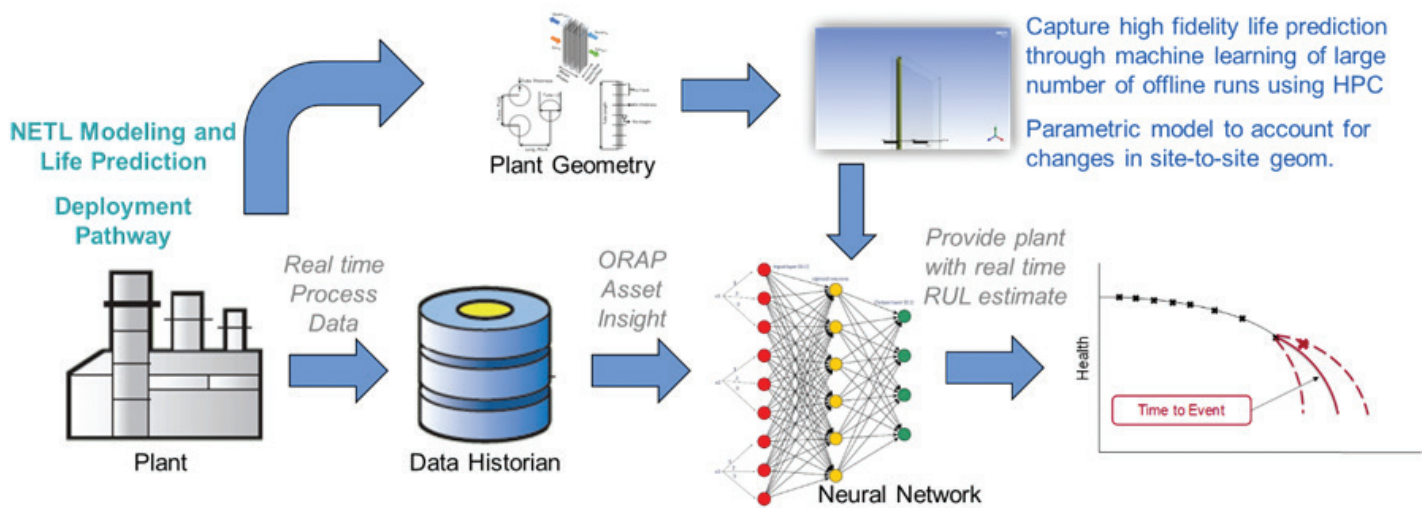 Capture high fidelity life prediction
through machine learning of large
number of offline runs using HPC
Parametric model to account for
changes in site-to-site geom.
NETL Modeling and
Life Prediction
Deployment
Pathway
Plant Geometry
Real time
Process
Data
ORAP
Asset
Insight
Provide plant
with real time
RUL estimate
Health
Time to Event
Plant
Data Historian
Neural Network